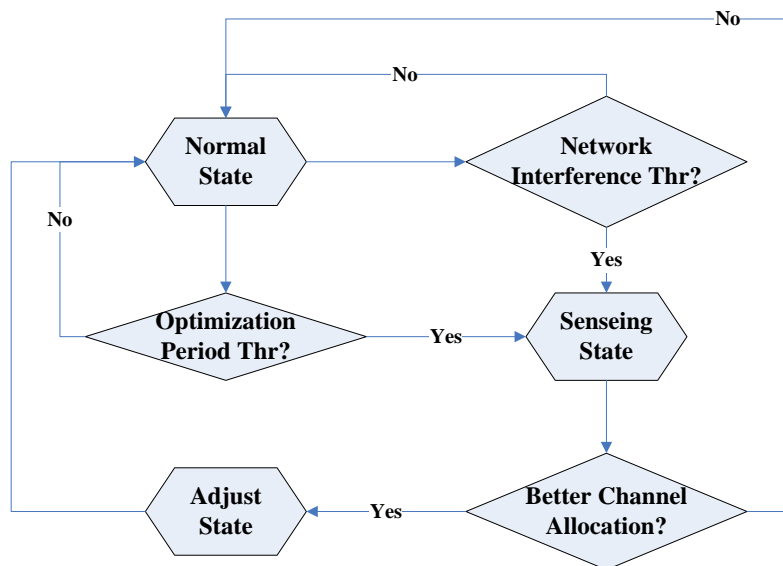 No
No
Normal
State
Network
Interference Thr?
No
Yes
Optimization
Period Thr?
Yes
Senseing
State
Adjust
State
Yes
Better Channel
Allocation?